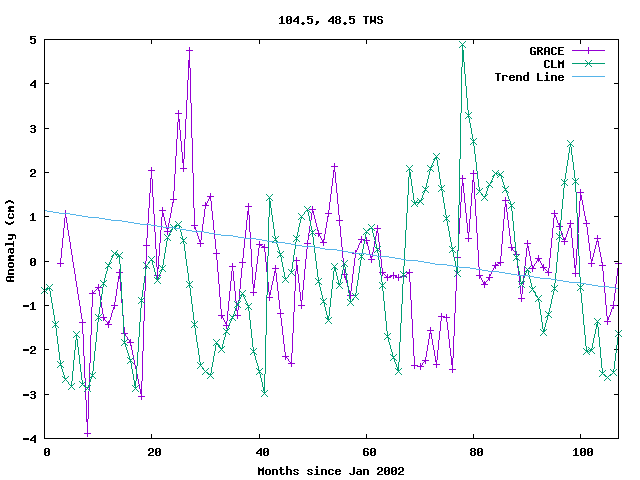 104.5, 48.5 TWS
GRACE
CLM
Trend Line
Anomaly (cm)
5
4
3
2
1
0
-1
-2
-3
-4
0 20 40 60 80 100
Months since Jan 2002